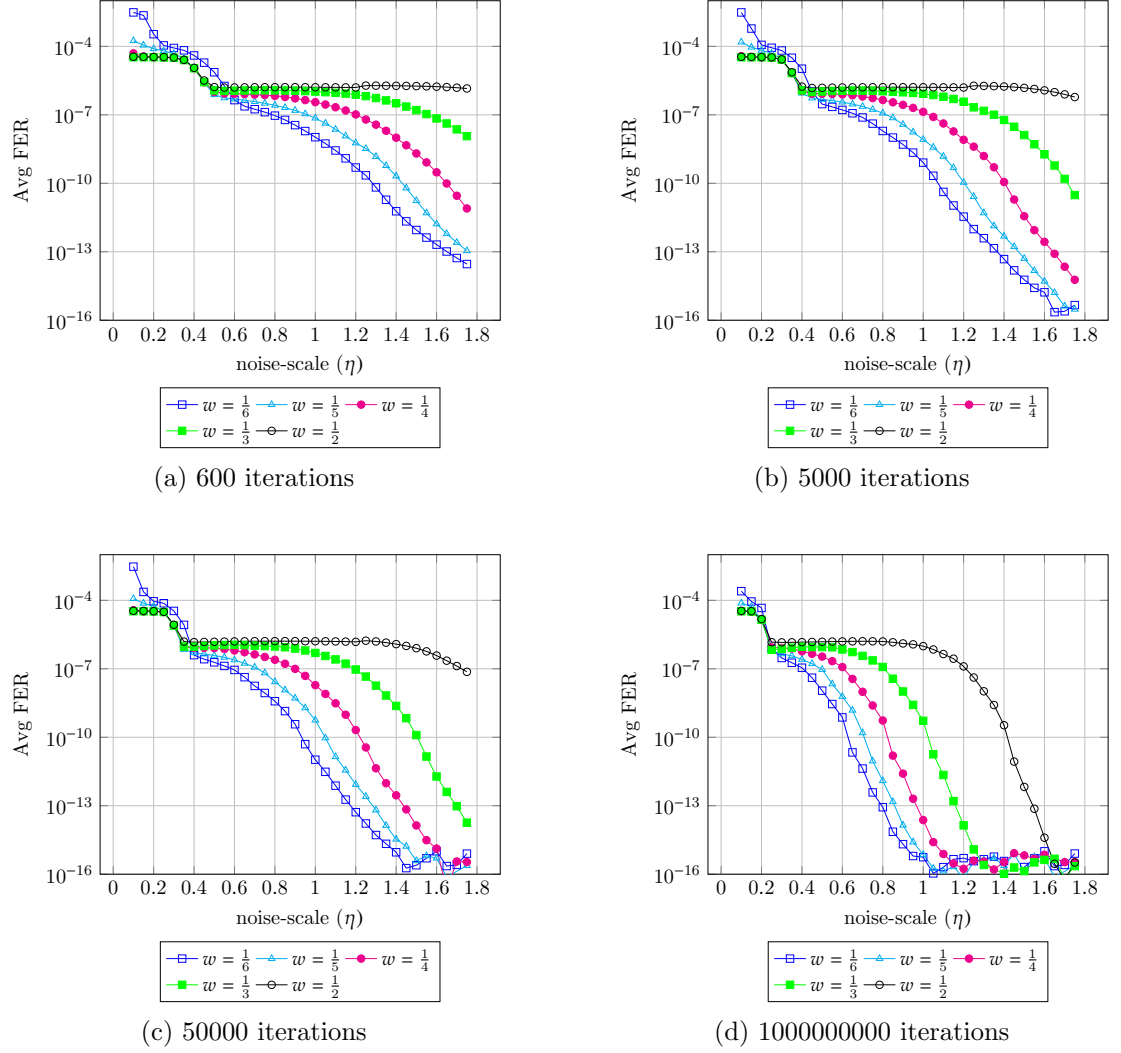 10⁻⁴
10⁻⁷
10⁻¹⁰
10⁻¹³
10⁻¹⁶
Avg FER
0 0.2 0.4 0.6 0.8 1 1.2 1.4 1.6 1.8
noise-scale (η)
w = 1/6 w = 1/5 w = 1/4
w = 1/3 w = 1/2
(a) 600 iterations
10⁻⁴
10⁻⁷
10⁻¹⁰
10⁻¹³
10⁻¹⁶
Avg FER
0 0.2 0.4 0.6 0.8 1 1.2 1.4 1.6 1.8
noise-scale (η)
w = 1/6 w = 1/5 w = 1/4
w = 1/3 w = 1/2
(b) 5000 iterations
10⁻⁴
10⁻⁷
10⁻¹⁰
10⁻¹³
10⁻¹⁶
Avg FER
0 0.2 0.4 0.6 0.8 1 1.2 1.4 1.6 1.8
noise-scale (η)
w = 1/6 w = 1/5 w = 1/4
w = 1/3 w = 1/2
(c) 50000 iterations
10⁻⁴
10⁻⁷
10⁻¹⁰
10⁻¹³
10⁻¹⁶
Avg FER
0 0.2 0.4 0.6 0.8 1 1.2 1.4 1.6 1.8
noise-scale (η)
w = 1/6 w = 1/5 w = 1/4
w = 1/3 w = 1/2
(d) 1000000000 iterations